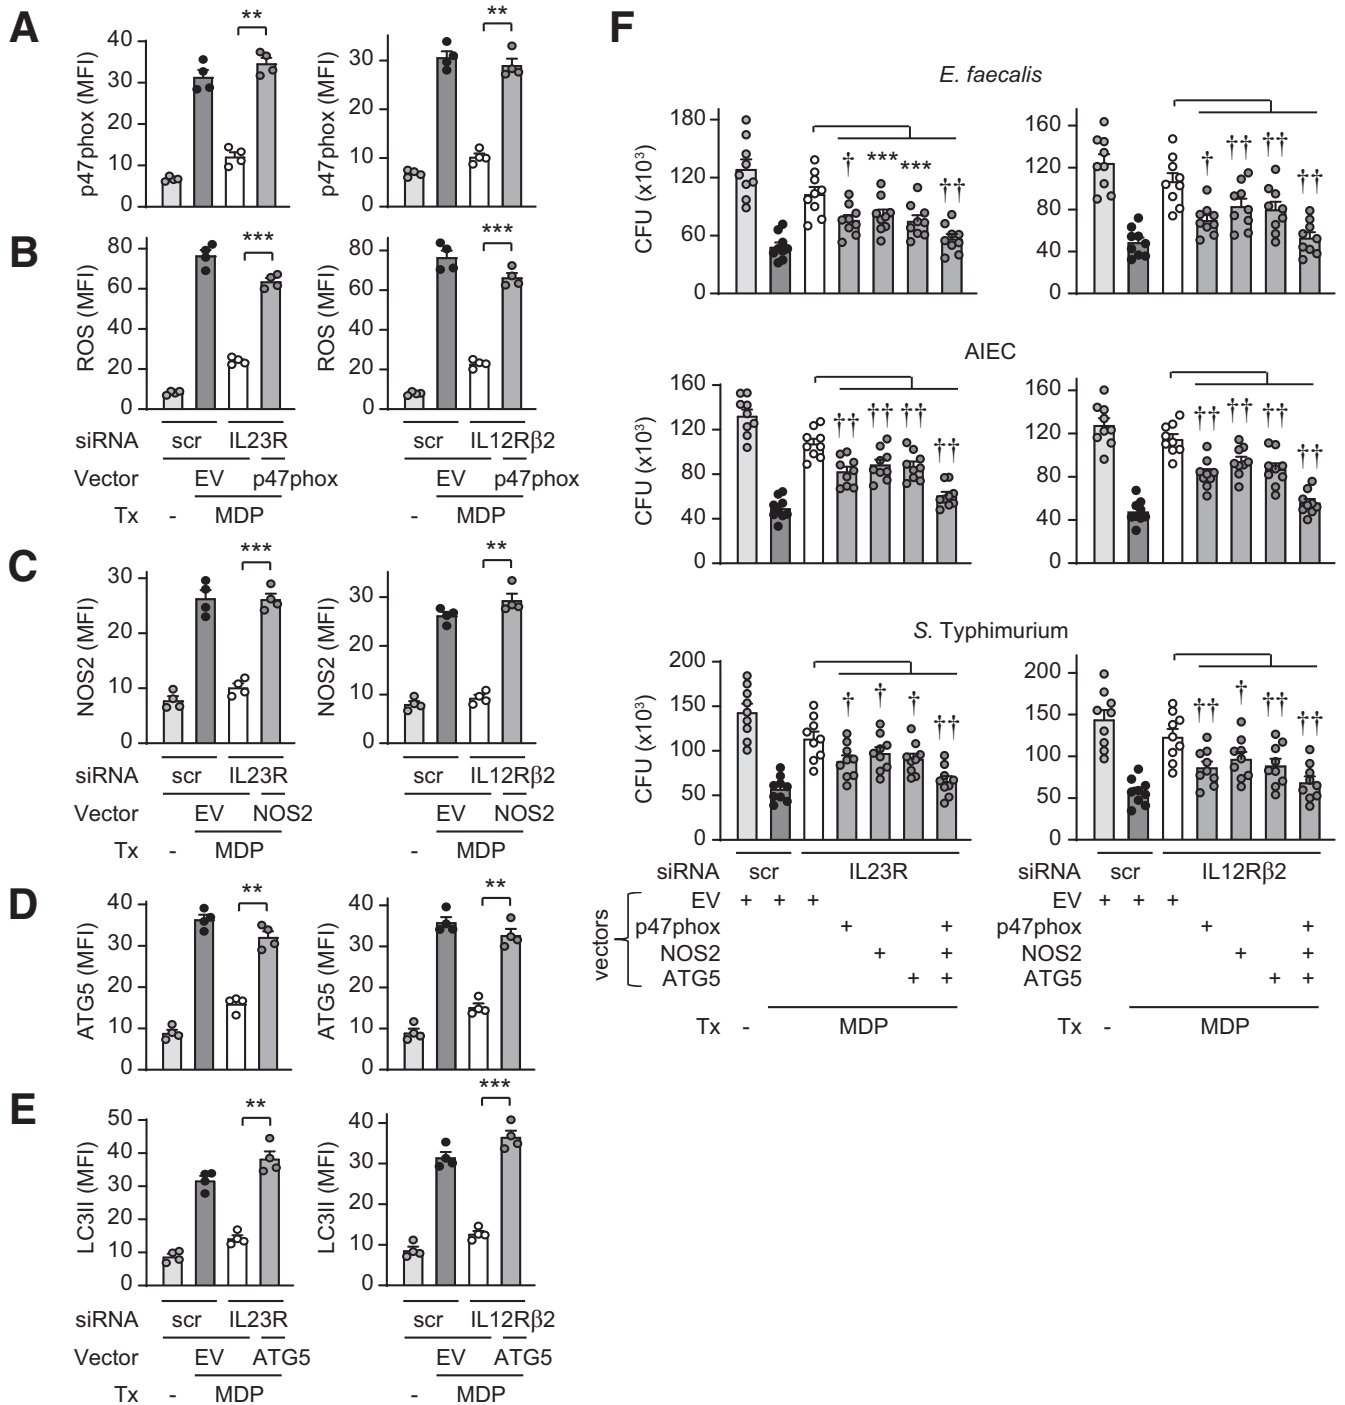 A
**
**
p47phox (MFI)
40
30
20
10
0
p47phox (MFI)
30
20
10
0
B
***
***
ROS (MFI)
80
60
40
20
0
ROS (MFI)
80
60
40
20
0
siRNA scr IL23R scr IL12Rβ2
Vector EV p47phox EV p47phox
Tx - MDP - MDP
C
***
**
NOS2 (MFI)
30
20
10
0
NOS2 (MFI)
30
20
10
0
siRNA scr IL23R scr IL12Rβ2
Vector EV NOS2 EV NOS2
Tx - MDP - MDP
D
**
**
ATG5 (MFI)
40
30
20
10
0
ATG5 (MFI)
40
30
20
10
0
E
**
***
LC3II (MFI)
50
40
30
20
10
0
LC3II (MFI)
40
30
20
10
0
siRNA scr IL23R scr IL12Rβ2
Vector EV ATG5 EV ATG5
Tx - MDP - MDP
F
E. faecalis
CFU (x10³)
180
120
60
0
† *** *** ††
160
120
80
40
0
† †† †† ††
AIEC
CFU (x10³)
160
120
80
40
0
†† †† †† ††
160
120
80
40
0
†† †† †† ††
S. Typhimurium
CFU (x10³)
200
150
100
50
0
† † † ††
200
150
100
50
0
†† † †† ††
siRNA scr IL23R siRNA scr IL12Rβ2
vectors
EV + + + + + +
p47phox + + p47phox + +
NOS2 + + NOS2 + +
ATG5 + + ATG5 + +
Tx - MDP Tx - MDP